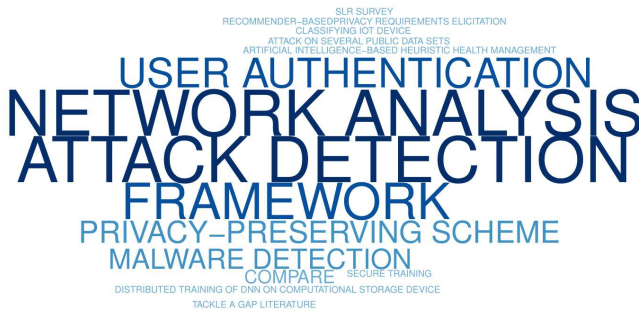 SLR SURVEY
RECOMMENDER−BASEDPRIVACY REQUIREMENTS ELICITATION
CLASSIFYING IOT DEVICE
ATTACK ON SEVERAL PUBLIC DATA SETS
ARTIFICIAL INTELLIGENCE−BASED HEURISTIC HEALTH MANAGEMENT
USER AUTHENTICATION
NETWORK ANALYSIS
ATTACK DETECTION
FRAMEWORK
PRIVACY−PRESERVING SCHEME
MALWARE DETECTION
COMPARE SECURE TRAINING
DISTRIBUTED TRAINING OF DNN ON COMPUTATIONAL STORAGE DEVICE
TACKLE A GAP LITERATURE